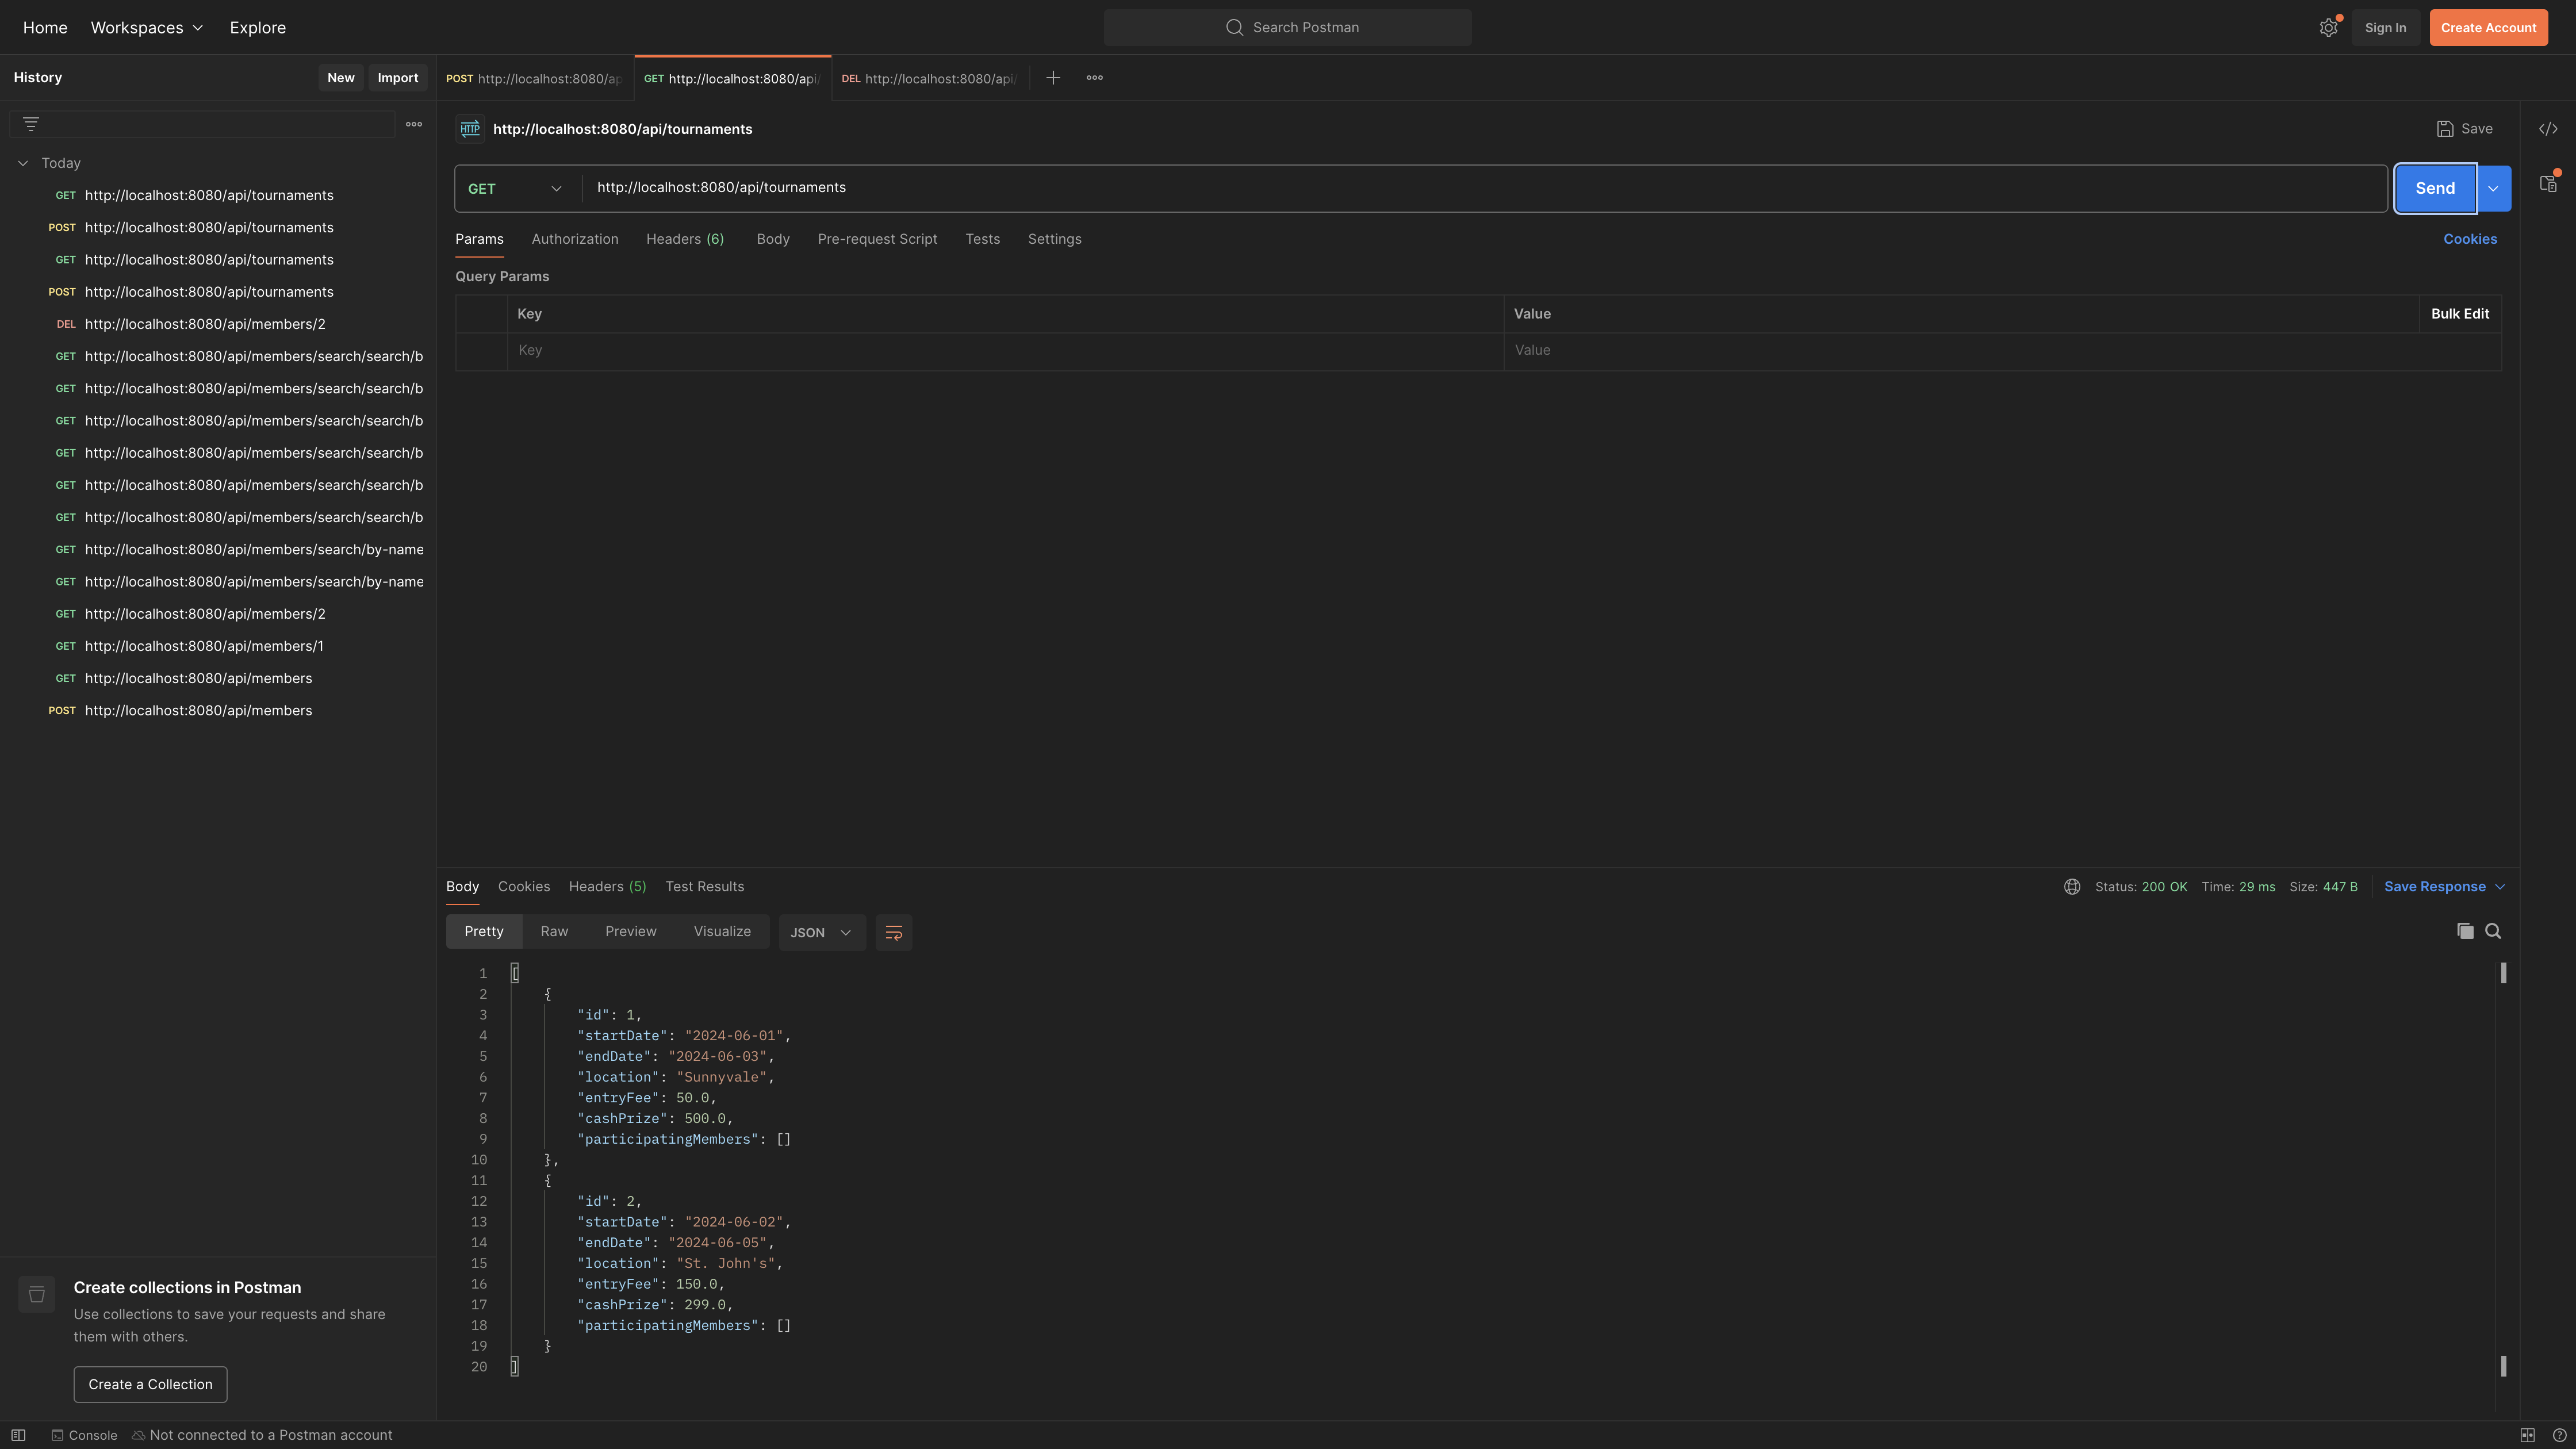 Home Workspaces Explore
Search Postman
Sign In Create Account
History New Import
POST http://localhost:8080/ap GET http://localhost:8080/api/ DEL http://localhost:8080/api/
HTTP http://localhost:8080/api/tournaments Save
Today
GET http://localhost:8080/api/tournaments
POST http://localhost:8080/api/tournaments
GET http://localhost:8080/api/tournaments
POST http://localhost:8080/api/tournaments
DEL http://localhost:8080/api/members/2
GET http://localhost:8080/api/members/search/search/b
GET http://localhost:8080/api/members/search/search/b
GET http://localhost:8080/api/members/search/search/b
GET http://localhost:8080/api/members/search/search/b
GET http://localhost:8080/api/members/search/search/b
GET http://localhost:8080/api/members/search/search/b
GET http://localhost:8080/api/members/search/by-name
GET http://localhost:8080/api/members/search/by-name
GET http://localhost:8080/api/members/2
GET http://localhost:8080/api/members/1
GET http://localhost:8080/api/members
POST http://localhost:8080/api/members
Create collections in Postman
Use collections to save your requests and share
them with others.
Create a Collection
GET http://localhost:8080/api/tournaments Send
Params Authorization Headers (6) Body Pre-request Script Tests Settings Cookies
Query Params
Key Value Bulk Edit
Key Value
Body Cookies Headers (5) Test Results Status: 200 OK Time: 29 ms Size: 447 B Save Response
Pretty Raw Preview Visualize JSON
1 [
2 {
3 "id": 1,
4 "startDate": "2024-06-01",
5 "endDate": "2024-06-03",
6 "location": "Sunnyvale",
7 "entryFee": 50.0,
8 "cashPrize": 500.0,
9 "participatingMembers": []
10 },
11 {
12 "id": 2,
13 "startDate": "2024-06-02",
14 "endDate": "2024-06-05",
15 "location": "St. John's",
16 "entryFee": 150.0,
17 "cashPrize": 299.0,
18 "participatingMembers": []
19 }
20 ]
Console Not connected to a Postman account